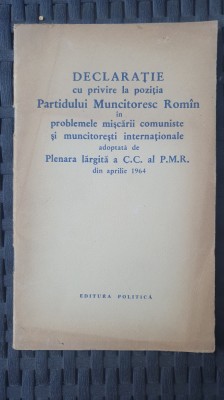 DECLARAȚIE
cu privire la poziția
Partidului Muncitoresc Romîn
în
problemele mișcării comuniste
și muncitorești internaționale
adoptată de
Plenara lărgită a C.C. al P.M.R.
din aprilie 1964
EDITURA POLITICĂ